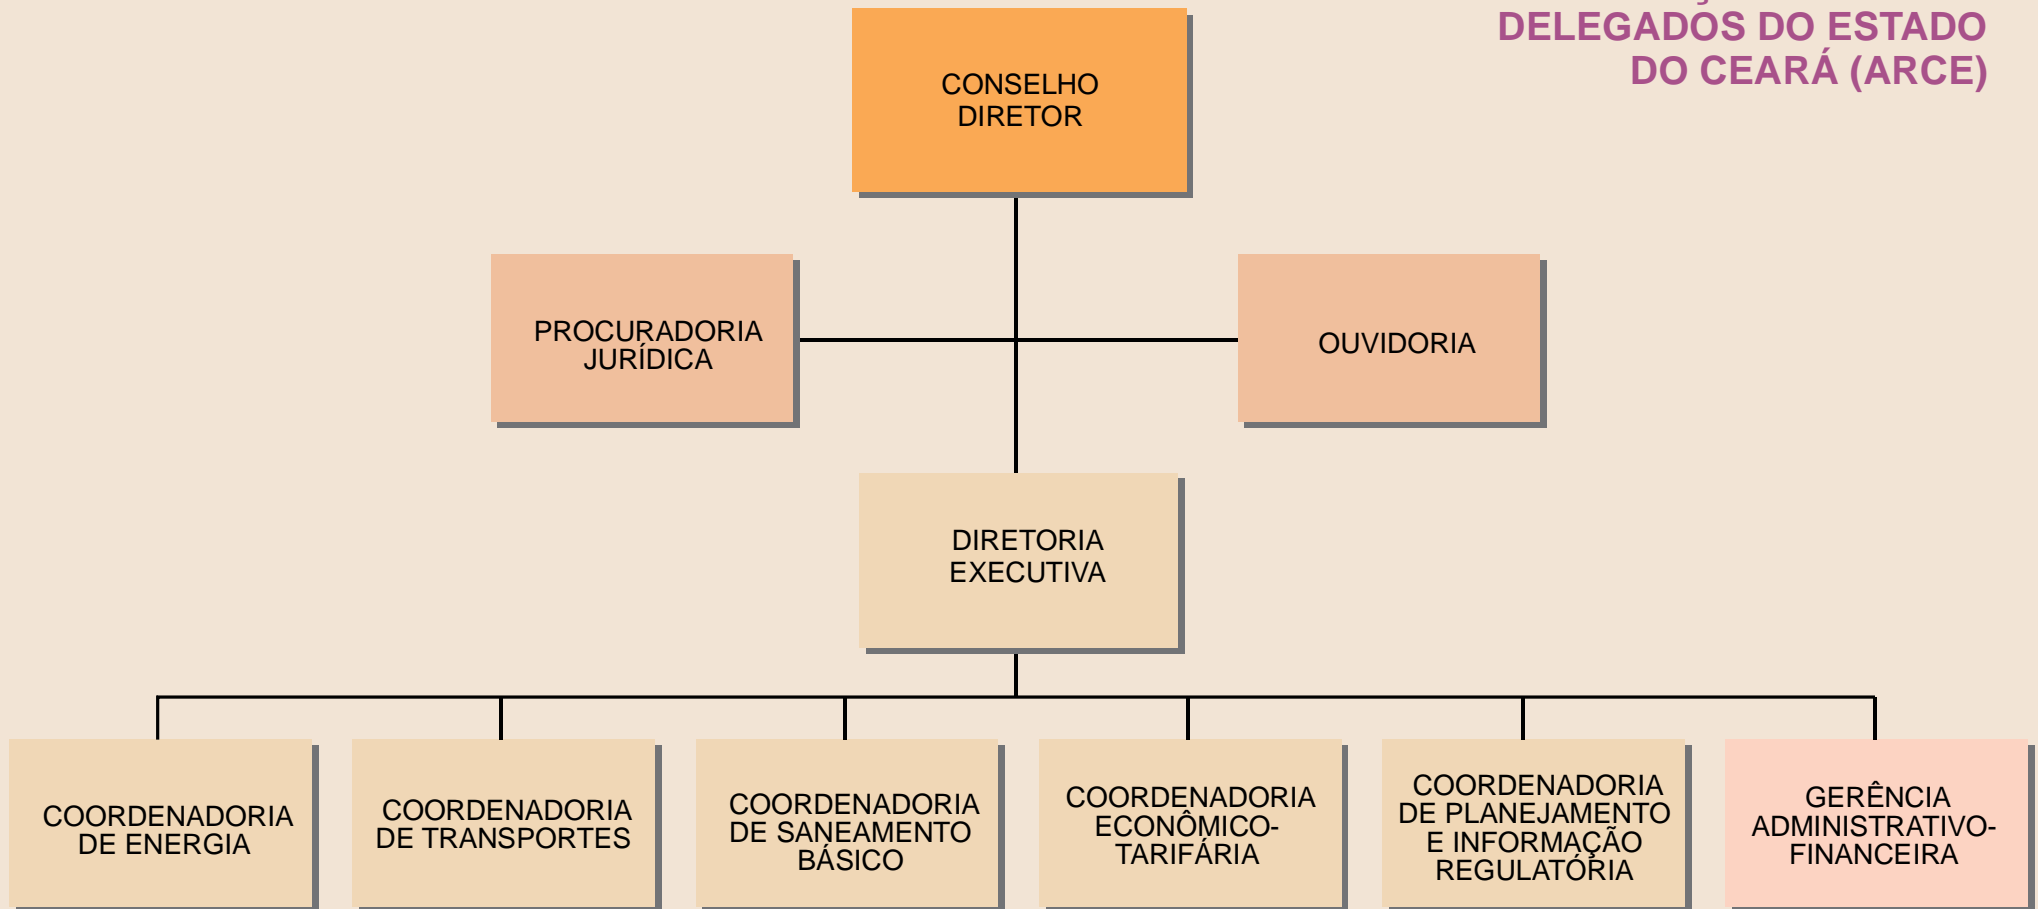 DELEGADOS DO ESTADO
DO CEARÁ (ARCE)
CONSELHO
DIRETOR
PROCURADORIA
JURÍDICA
OUVIDORIA
DIRETORIA
EXECUTIVA
COORDENADORIA
DE ENERGIA
COORDENADORIA
DE TRANSPORTES
COORDENADORIA
DE SANEAMENTO
BÁSICO
COORDENADORIA
ECONÔMICO-
TARIFÁRIA
COORDENADORIA
DE PLANEJAMENTO
E INFORMAÇÃO
REGULATÓRIA
GERÊNCIA
ADMINISTRATIVO-
FINANCEIRA